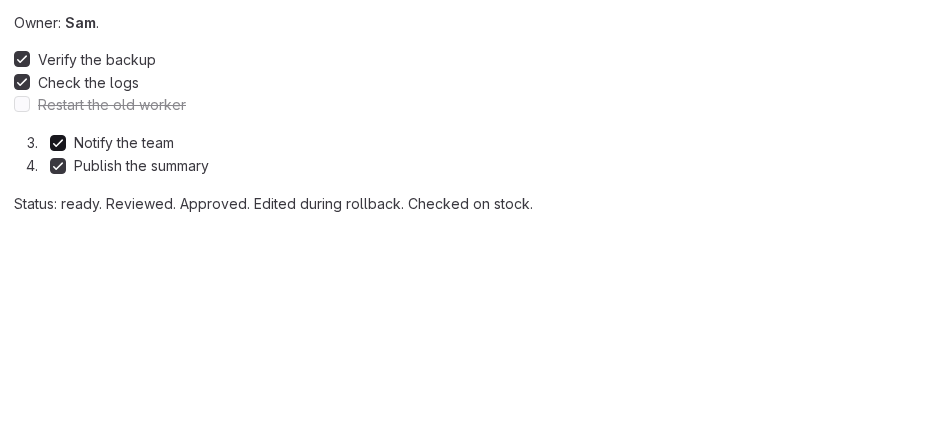 Owner: Sam.
Verify the backup
Check the logs
Restart the old worker
3. Notify the team
4. Publish the summary
Status: ready. Reviewed. Approved. Edited during rollback. Checked on stock.